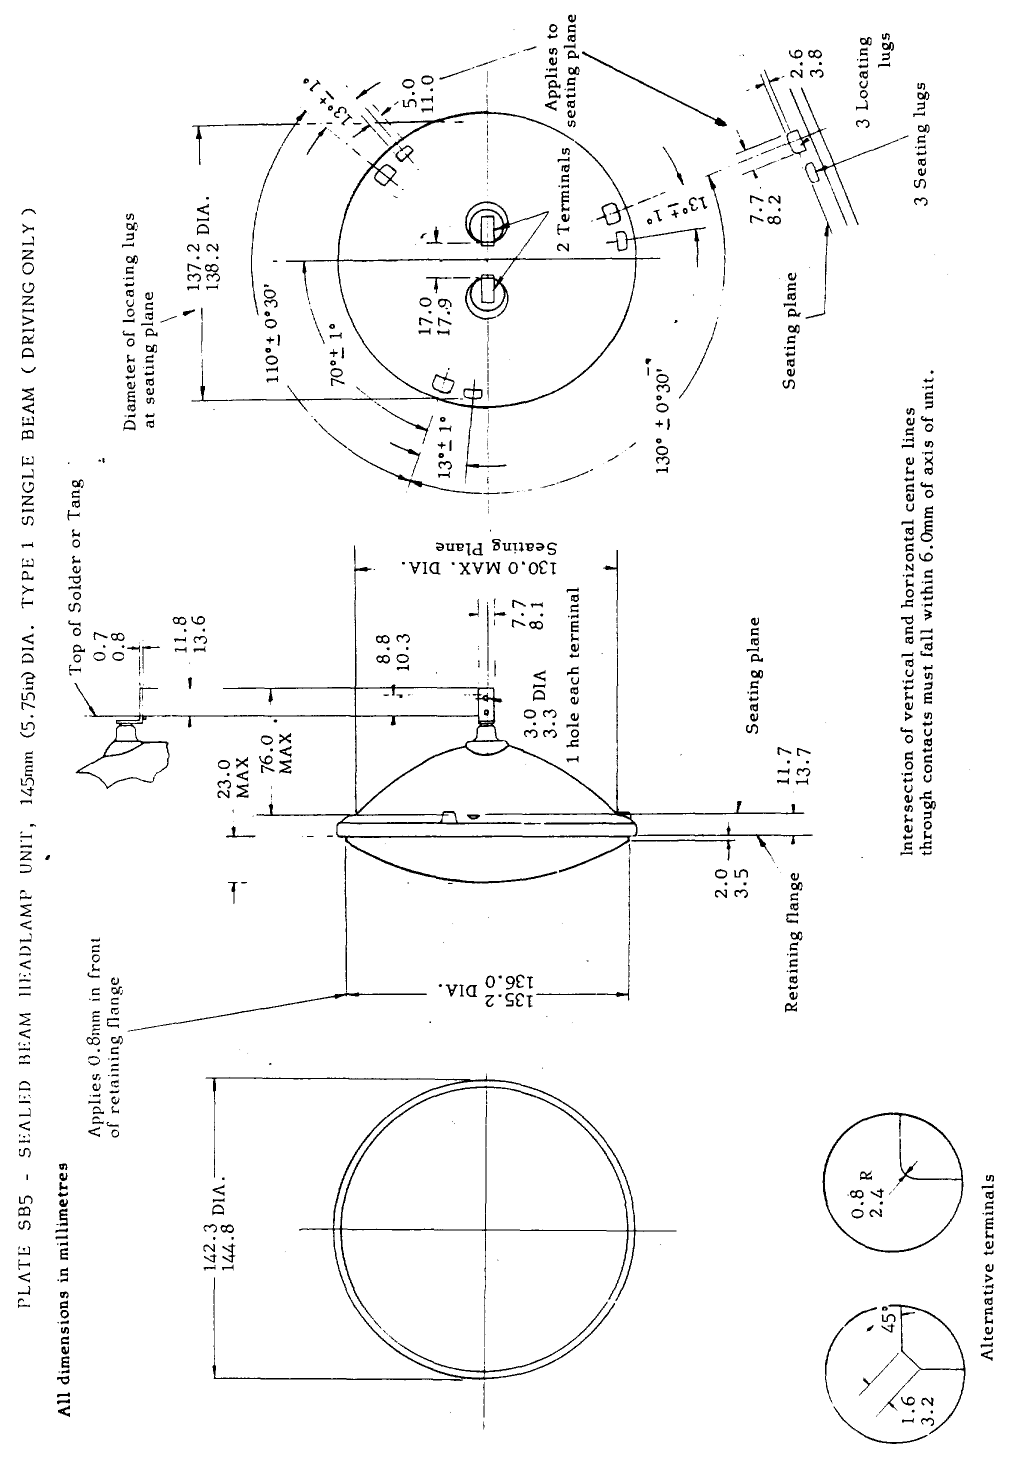 PLATE SB5 - SEALED BEAM HEADLAMP UNIT, 145mm (5.75in) DIA. TYPE 1 SINGLE BEAM (DRIVING ONLY)
All dimensions in millimetres
Applies 0.8mm in front
of retaining flange
142.3 DIA.
144.8
135.2 DIA.
136.0
Top of Solder or Tang
0.7
0.8
11.8
13.6
23.0
MAX
76.0
MAX
8.8
10.3
130.0 MAX. DIA.
Seating Plane
7.7
8.1
3.0 DIA
3.3
1 hole each terminal
Seating plane
11.7
13.7
2.0
3.5
Retaining flange
Diameter of locating lugs
at seating plane
137.2 DIA.
138.2
110°± 0°30'
70°± 1°
13°± 1°
13°± 1°
5.0
11.0
Applies to
seating plane
17.0
17.9
2 Terminals
13°± 1°
130° ± 0°30'
7.7
8.2
2.6
3.8
3 Locating
lugs
3 Seating lugs
Seating plane
Intersection of vertical and horizontal centre lines
through contacts must fall within 6.0mm of axis of unit.
45°
1.6
3.2
0.8 R
2.4
Alternative terminals